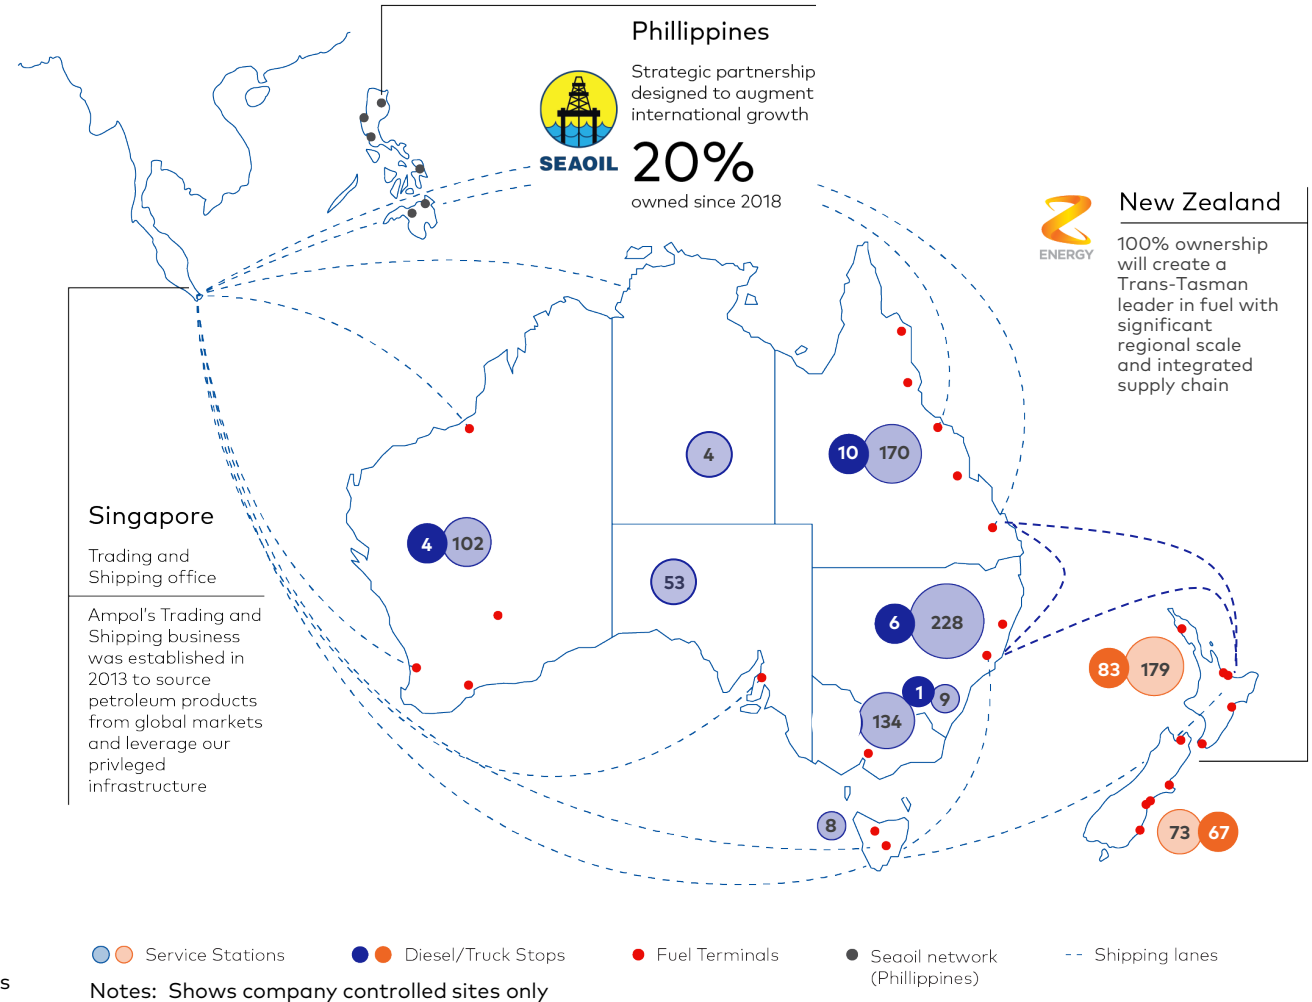 Phillippines
Strategic partnership
designed to augment
international growth
SEAOIL
20%
owned since 2018
New Zealand
Z
ENERGY
100% ownership
will create a
Trans-Tasman
leader in fuel with
significant
regional scale
and integrated
supply chain
4
10 170
Singapore
4 102
Trading and
Shipping office
53
Ampol's Trading and
Shipping business
was established in
2013 to source
petroleum products
from global markets
and leverage our
privleged
infrastructure
6 228
83 179
1 9
134
8
73 67
Service Stations
Diesel/Truck Stops
Fuel Terminals
Seaoil network
(Phillippines)
Shipping lanes
s
Notes: Shows company controlled sites only